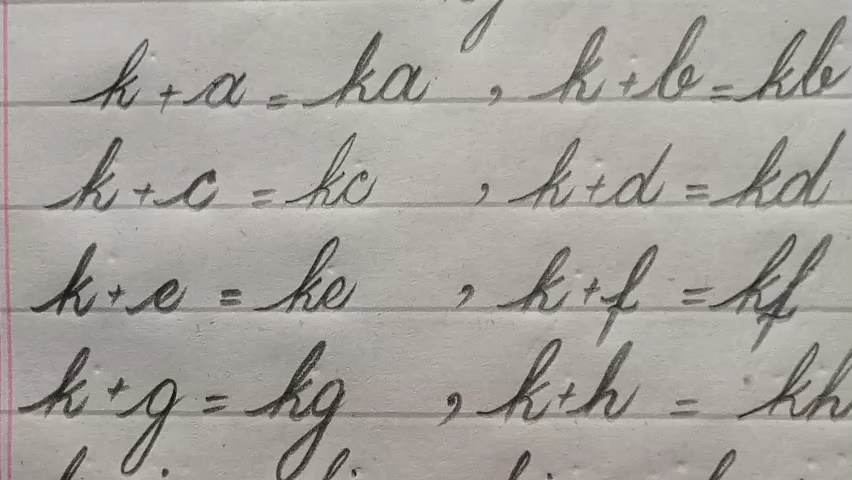 k + a = ka , k + b = kb
k + c = kc , k + d = kd
k + e = ke , k + f = kf
k + g = kg , k + h = kh